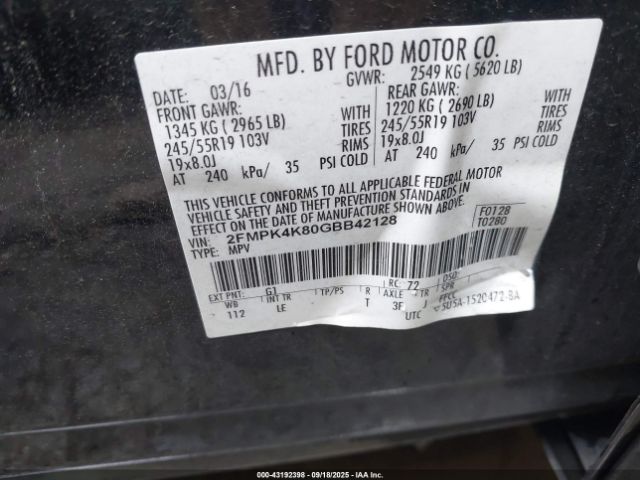 MFD. BY FORD MOTOR CO.
DATE: 03/16 GVWR: 2549 KG ( 5620 LB)
FRONT GAWR: REAR GAWR:
1345 KG ( 2965 LB) WITH 1220 KG ( 2690 LB) WITH
245/55R19 103V TIRES 245/55R19 103V TIRES
19x8.0J RIMS 19x8.0J RIMS
AT 240 kPa/ 35 PSI COLD AT 240 kPa/ 35 PSI COLD
THIS VEHICLE CONFORMS TO ALL APPLICABLE FEDERAL MOTOR
VEHICLE SAFETY AND THEFT PREVENTION STANDARDS IN
EFFECT ON THE DATE OF MANUFACTURE SHOWN ABOVE.
VIN: 2FMPK4K80GBB42128 F0128
TYPE: MPV T0280
EXT PNT: G1 RC: 72 DSO:
WB INT TR TP/PS R AXLE TR SPR
112 LE T 3F J FFCC
UTC 5U5A-1520472-BA
000-43192398 - 09/18/2025 - IAA Inc.